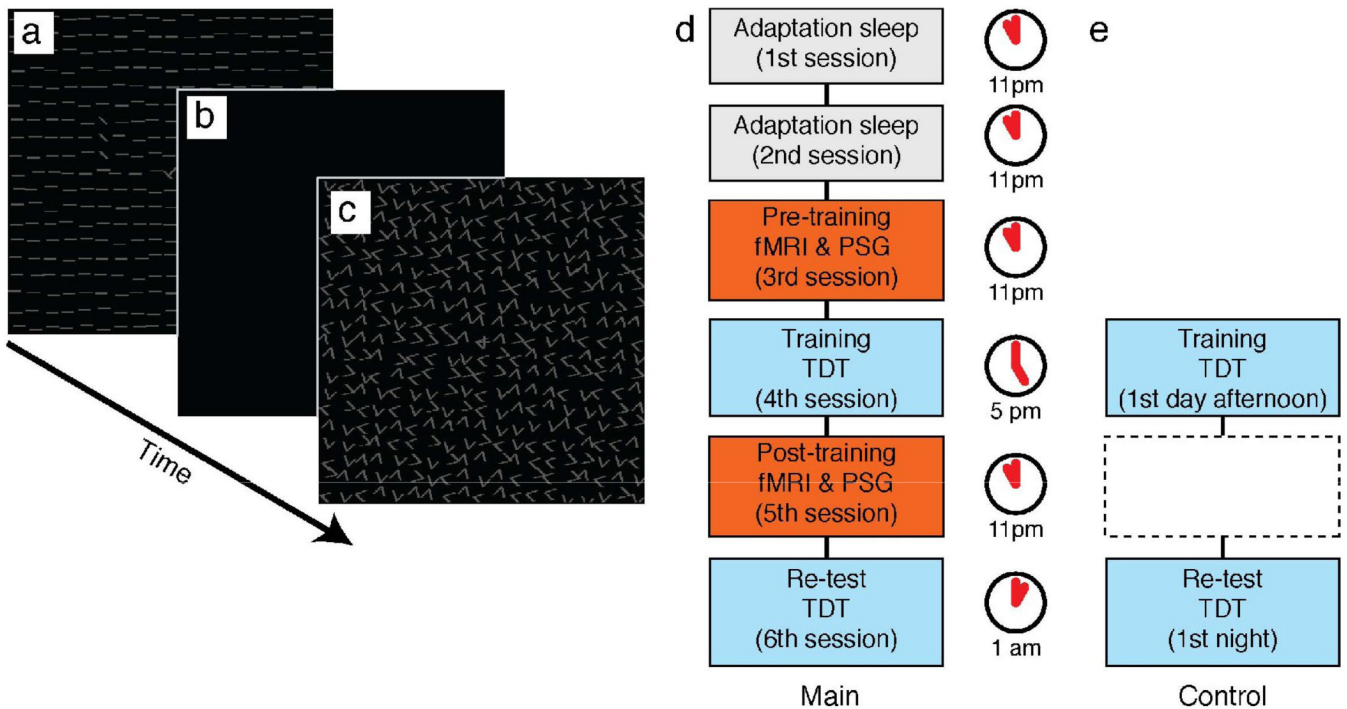 a
b
c
Time
d
Adaptation sleep
(1st session)
11pm
Adaptation sleep
(2nd session)
11pm
Pre-training
fMRI & PSG
(3rd session)
11pm
Training
TDT
(4th session)
5 pm
Post-training
fMRI & PSG
(5th session)
11pm
Re-test
TDT
(6th session)
1 am
Main
e
Training
TDT
(1st day afternoon)
Re-test
TDT
(1st night)
Control